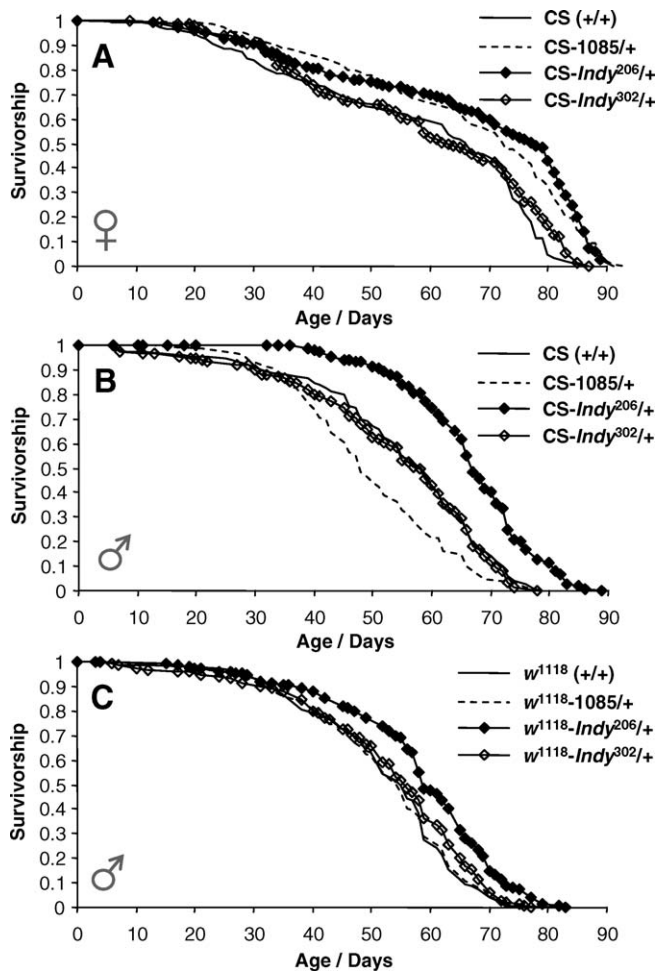 A
CS (+/+)
CS-1085/+
CS-Indy²⁰⁶/+
CS-Indy³⁰²/+
Survivorship
1
0.9
0.8
0.7
0.6
0.5
0.4
0.3
0.2
0.1
0
♀
0 10 20 30 40 50 60 70 80 90
Age / Days
B
CS (+/+)
CS-1085/+
CS-Indy²⁰⁶/+
CS-Indy³⁰²/+
Survivorship
1
0.9
0.8
0.7
0.6
0.5
0.4
0.3
0.2
0.1
0
♂
0 10 20 30 40 50 60 70 80 90
Age / Days
C
w¹¹¹⁸ (+/+)
w¹¹¹⁸-1085/+
w¹¹¹⁸-Indy²⁰⁶/+
w¹¹¹⁸-Indy³⁰²/+
Survivorship
1
0.9
0.8
0.7
0.6
0.5
0.4
0.3
0.2
0.1
0
♂
0 10 20 30 40 50 60 70 80 90
Age / Days